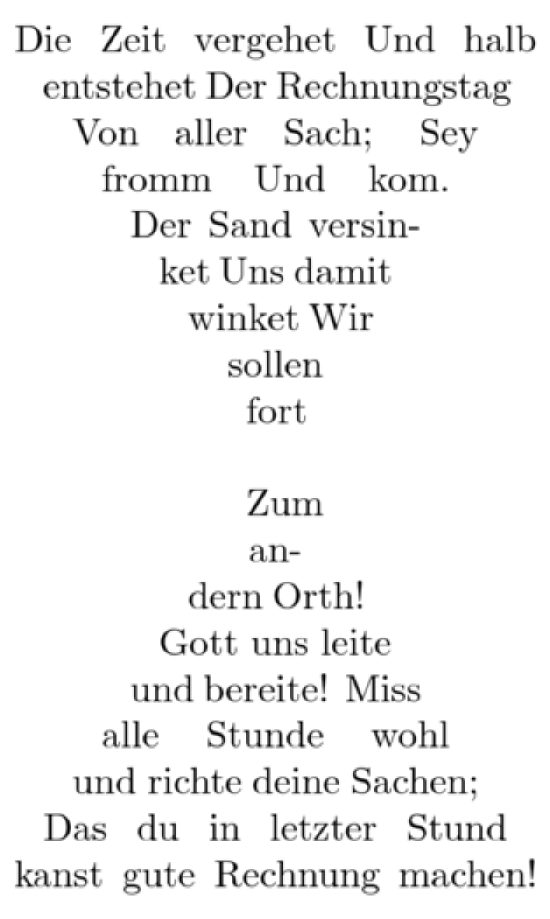 Die Zeit vergehet Und halb
entstehet Der Rechnungstag
Von aller Sach; Sey
fromm Und kom.
Der Sand versin-
ket Uns damit
winket Wir
sollen
fort
Zum
an-
dern Orth!
Gott uns leite
und bereite! Miss
alle Stunde wohl
und richte deine Sachen;
Das du in letzter Stund
kanst gute Rechnung machen!